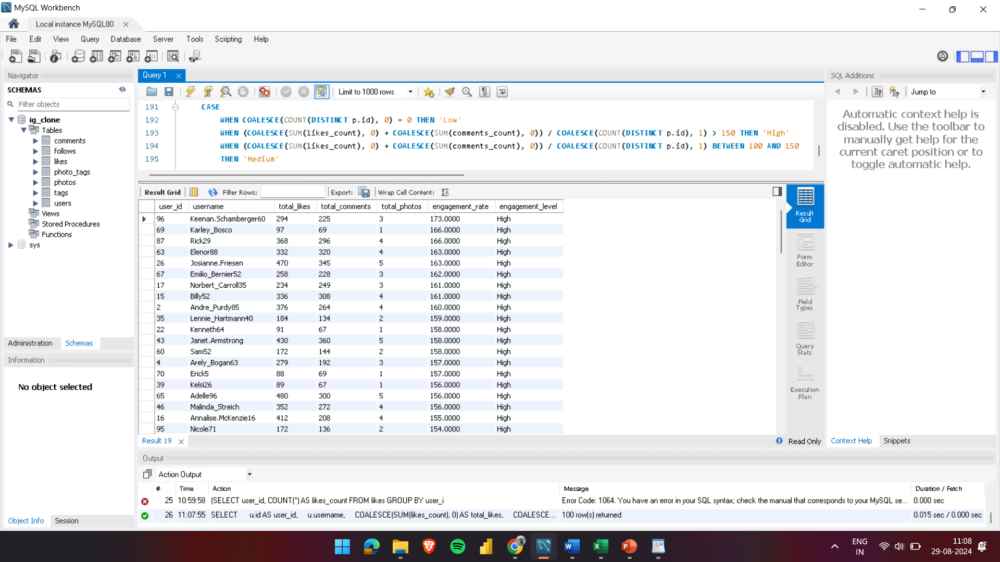 MySQL Workbench
Local instance MySQL80
File Edit View Query Database Server Tools Scripting Help
Navigator
SCHEMAS
Filter objects
ig_clone
Tables
comments
follows
likes
photo_tags
photos
tags
users
Views
Stored Procedures
Functions
sys
Administration Schemas
Information
No object selected
Object Info Session
Query 1
Limit to 1000 rows
191 CASE
192 WHEN COALESCE(COUNT(DISTINCT p.id), 0) = 0 THEN 'Low'
193 WHEN (COALESCE(SUM(likes_count), 0) + COALESCE(SUM(comments_count), 0)) / COALESCE(COUNT(DISTINCT p.id), 1) > 150 THEN 'High'
194 WHEN (COALESCE(SUM(likes_count), 0) + COALESCE(SUM(comments_count), 0)) / COALESCE(COUNT(DISTINCT p.id), 1) BETWEEN 100 AND 150
195 THEN 'Medium'
Result Grid Filter Rows: Export: Wrap Cell Content:
user_id username total_likes total_comments total_photos engagement_rate engagement_level
96 Keenan.Schamberger60 294 225 3 173.0000 High
69 Karley_Bosco 97 69 1 166.0000 High
87 Rick29 368 296 4 166.0000 High
63 Elenor88 332 320 4 163.0000 High
26 Josianne.Friesen 470 345 5 163.0000 High
67 Emilio_Bernier52 258 228 3 162.0000 High
17 Norbert_Carroll35 234 249 3 161.0000 High
15 Billy52 336 308 4 161.0000 High
2 Andre_Purdy85 376 264 4 160.0000 High
35 Lennie_Hartmann40 184 134 2 159.0000 High
22 Kenneth64 91 67 1 158.0000 High
43 Janet.Armstrong 430 360 5 158.0000 High
60 Sam52 172 144 2 158.0000 High
4 Arely_Bogan63 279 192 3 157.0000 High
70 Erick5 88 69 1 157.0000 High
39 Kelsi26 89 67 1 156.0000 High
65 Adelle96 480 300 5 156.0000 High
46 Malinda_Streich 352 272 4 156.0000 High
16 Annalise.McKenzie16 412 208 4 155.0000 High
95 Nicole71 172 136 2 154.0000 High
Result 19
Read Only
Result Grid
Form Editor
Field Types
Query Stats
Execution Plan
SQL Additions
Jump to
Automatic context help is
disabled. Use the toolbar to
manually get help for the
current caret position or to
toggle automatic help.
Context Help Snippets
Output
Action Output
# Time Action Message Duration / Fetch
25 10:59:58 (SELECT user_id, COUNT(*) AS likes_count FROM likes GROUP BY user_i Error Code: 1064. You have an error in your SQL syntax; check the manual that corresponds to your MySQL se... 0.000 sec
26 11:07:55 SELECT u.id AS user_id, u.username, COALESCE(SUM(likes_count), 0) AS total_likes, COALESCE... 100 row(s) returned 0.015 sec / 0.000 sec
ENG
IN
11:08
29-08-2024